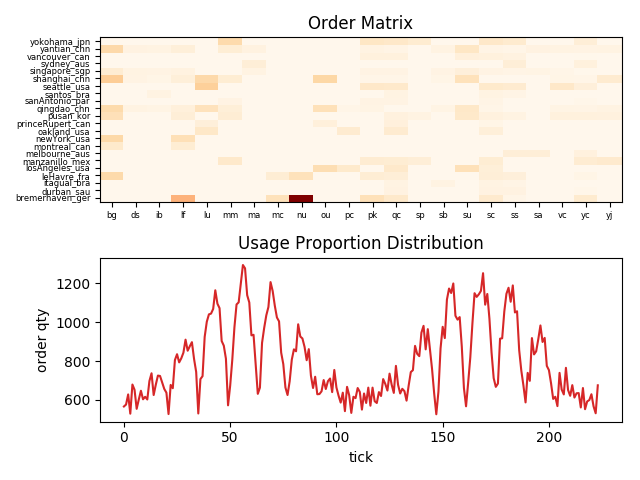 Order Matrix
yokohama_jpn
yantian_chn
vancouver_can
sydney_aus
singapore_sgp
shanghai_chn
seattle_usa
santos_bra
sanAntonio_par
qingdao_chn
pusan_kor
princeRupert_can
oakland_usa
newYork_usa
montreal_can
melbourne_aus
manzanillo_mex
losAngeles_usa
leHavre_fra
itagual_bra
durban_sau
bremerhaven_ger
bg ds ib lf lu mm ma mc nu ou pc pk qc sp sb su sc ss sa vc yc yj
Usage Proportion Distribution
order qty
1200
1000
800
600
0 50 100 150 200
tick